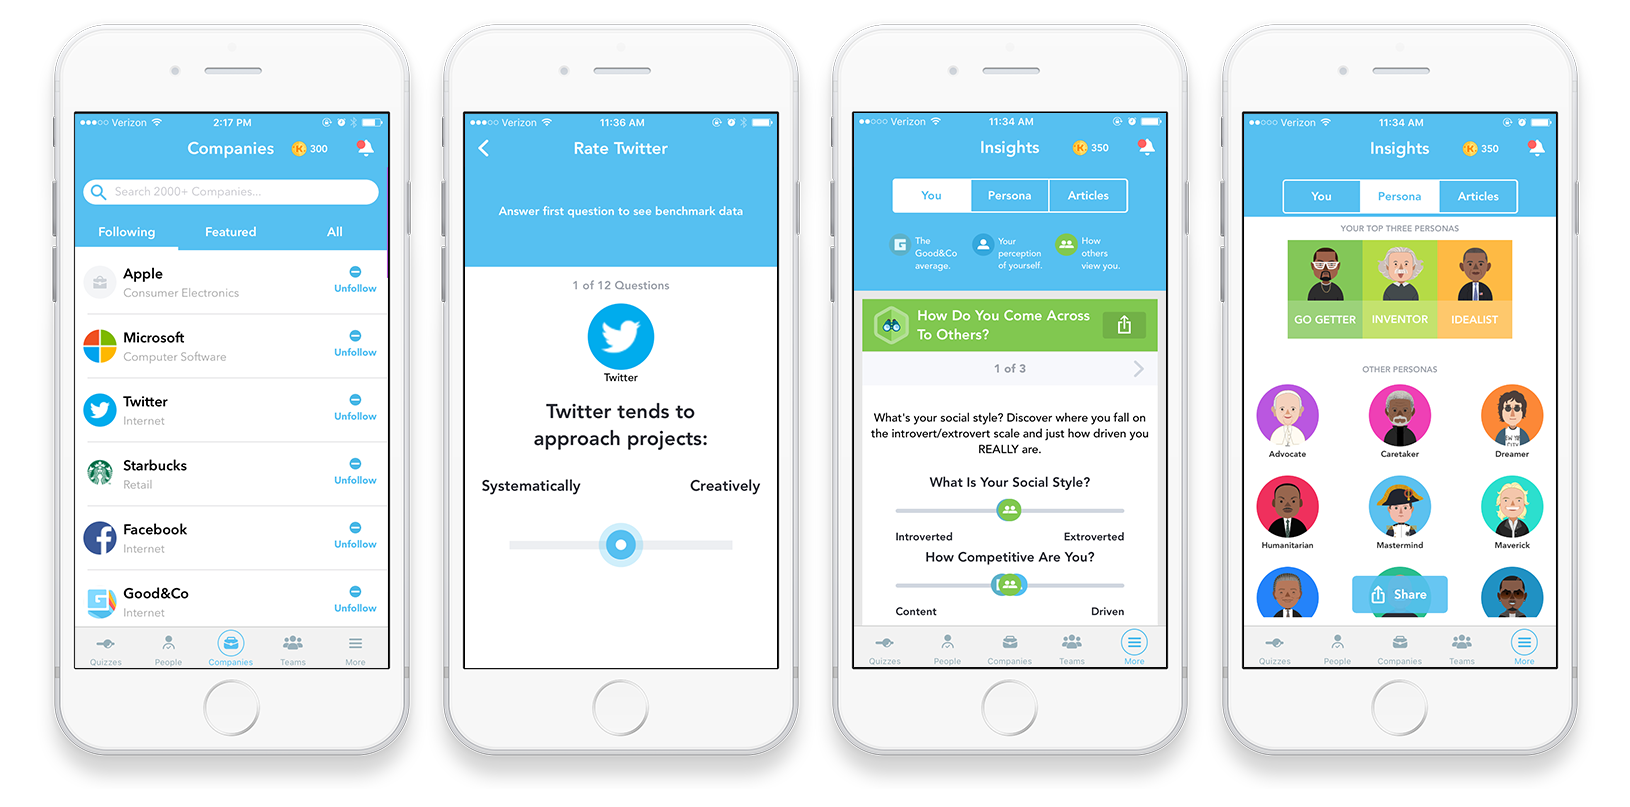 Verizon
2:17 PM
Companies
300
Search 2000+ Companies...
Following
Featured
All
Apple
Consumer Electronics
Unfollow
Microsoft
Computer Software
Unfollow
Twitter
Internet
Unfollow
Starbucks
Retail
Unfollow
Facebook
Internet
Unfollow
Good&Co
Internet
Unfollow
Quizzes
People
Companies
Teams
More
Verizon
11:36 AM
Rate Twitter
Answer first question to see benchmark data
1 of 12 Questions
Twitter
Twitter tends to
approach projects:
Systematically
Creatively
Verizon
11:34 AM
Insights
K
350
You
Persona
Articles
The
Good&Co
average.
Your
perception
of yourself.
How
others
view you.
How Do You Come Across
To Others?
1 of 3
What's your social style? Discover where you fall on
the introvert/extrovert scale and just how driven you
REALLY are.
What Is Your Social Style?
Introverted
Extroverted
How Competitive Are You?
Content
Driven
Quizzes
People
Companies
Teams
More
Verizon
11:34 AM
Insights
K
350
You
Persona
Articles
YOUR TOP THREE PERSONAS
GO GETTER
INVENTOR
IDEALIST
OTHER PERSONAS
Advocate
Caretaker
NEW YORK
CITY
Dreamer
Humanitarian
Mastermind
Maverick
Share
Quizzes
People
Companies
Teams
More